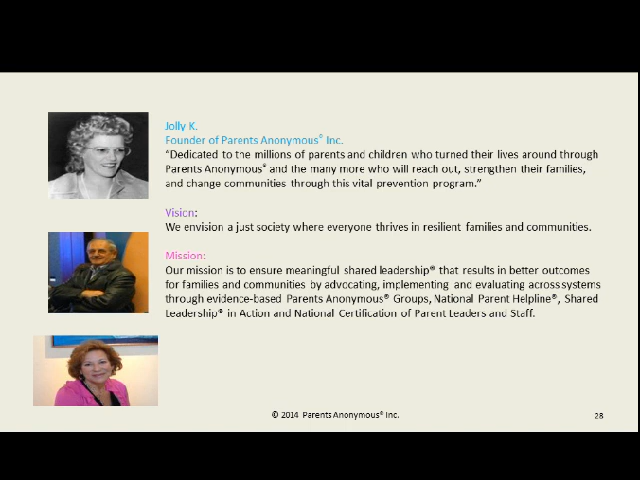 Jolly K.
Founder of Parents Anonymous® Inc.
“Dedicated to the millions of parents and children who turned their lives around through
Parents Anonymous® and the many more who will reach out, strengthen their families,
and change communities through this vital prevention program.”
Vision:
We envision a just society where everyone thrives in resilient families and communities.
Mission:
Our mission is to ensure meaningful shared leadership® that results in better outcomes
for families and communities by advocating, implementing and evaluating across systems
through evidence-based Parents Anonymous® Groups, National Parent Helpline®, Shared
Leadership® in Action and National Certification of Parent Leaders and Staff.
© 2014 Parents Anonymous® Inc.
28